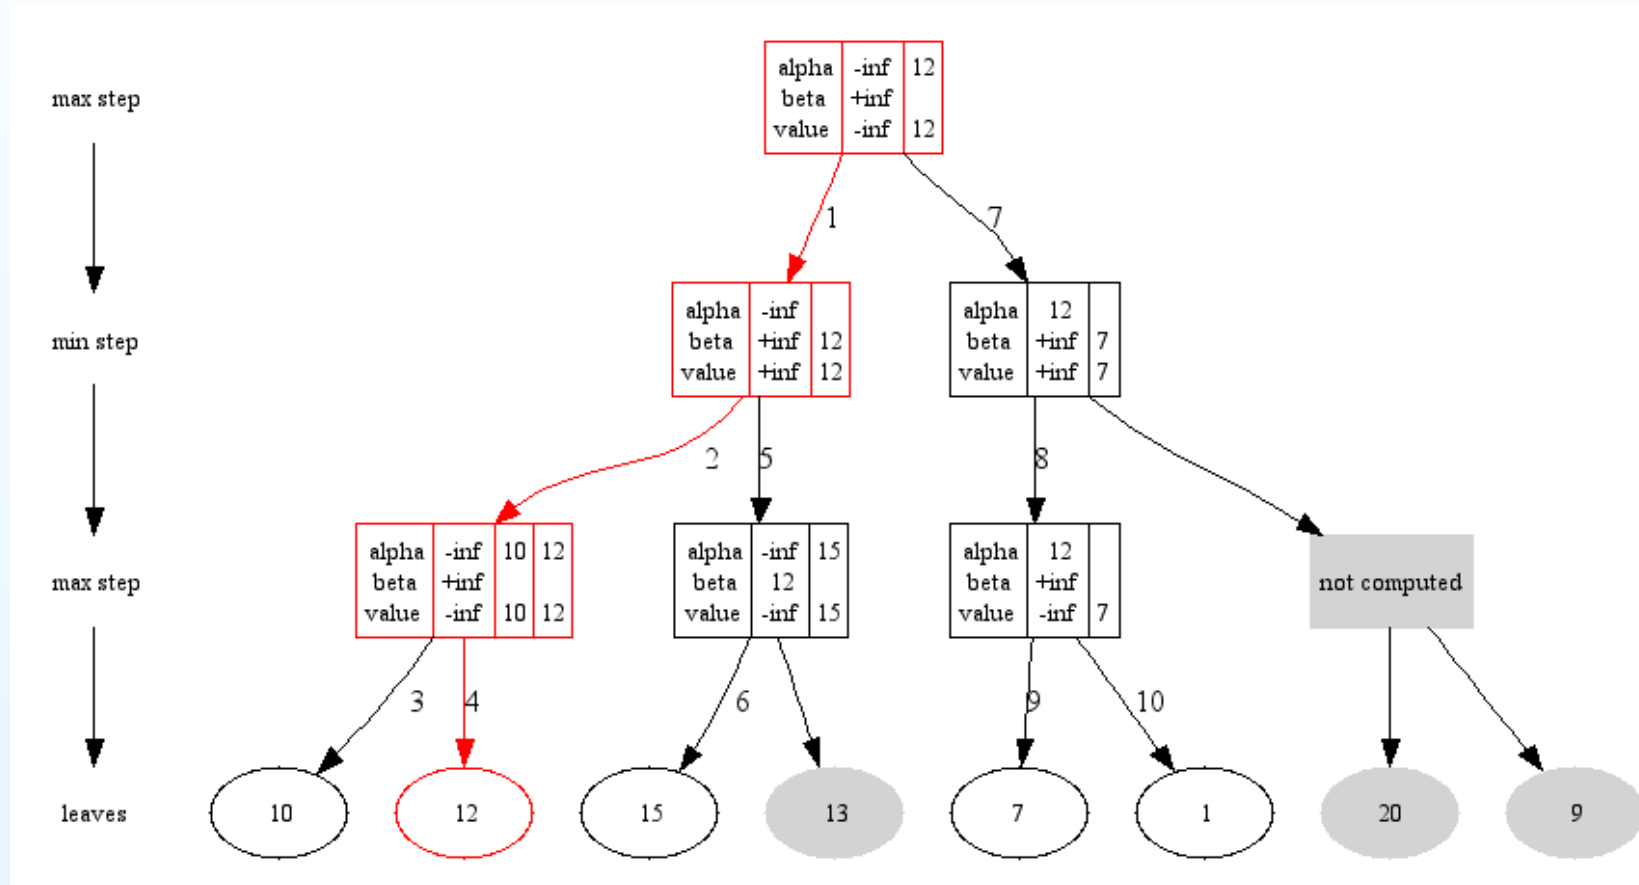 max step
alpha -inf 12
beta +inf
value -inf 12
1 7
min step
alpha -inf
beta +inf 12
value +inf 12
alpha 12
beta +inf 7
value +inf 7
2 5 8
max step
alpha -inf 10 12
beta +inf
value -inf 10 12
alpha -inf 15
beta 12
value -inf 15
alpha 12
beta +inf
value -inf 7
not computed
3 4 6 9 10
leaves 10 12 15 13 7 1 20 9